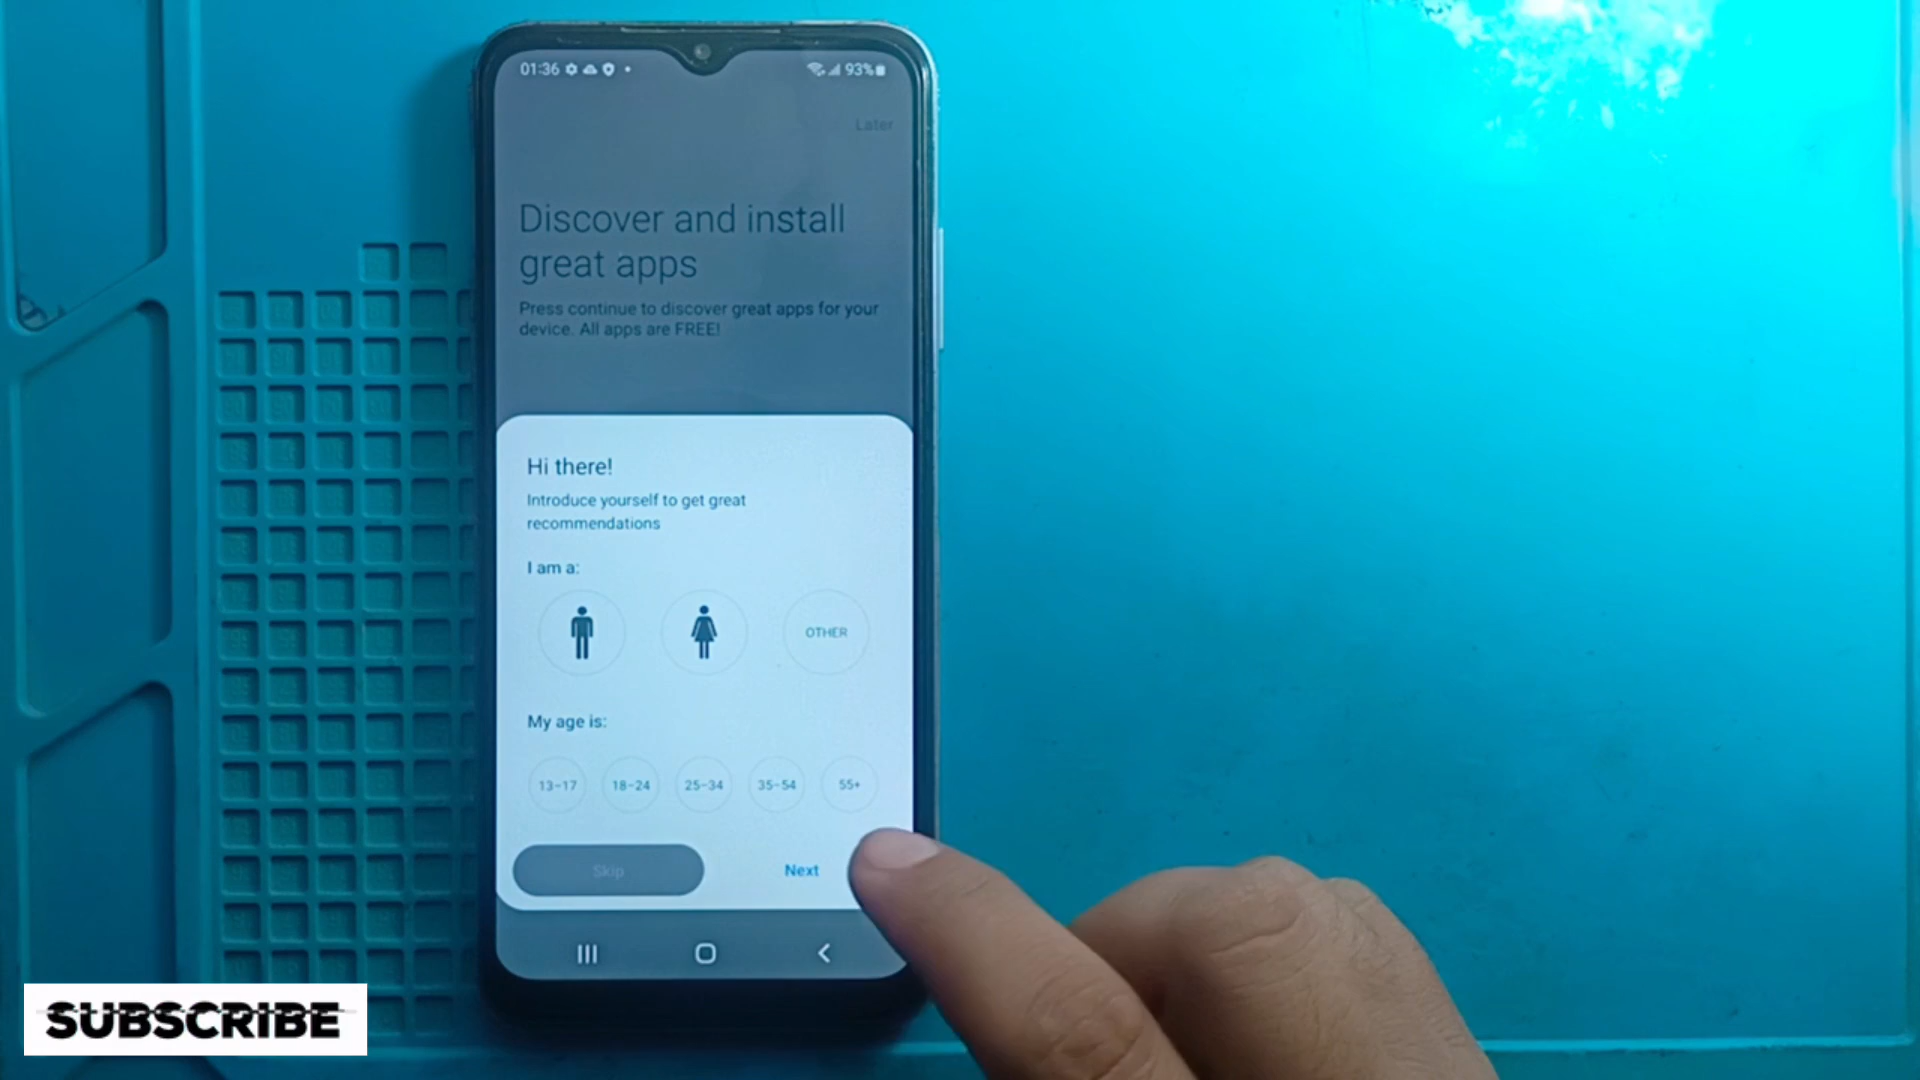 01:36
93%
Later
Discover and install
great apps
Press continue to discover great apps for your
device. All apps are FREE!
Hi there!
Introduce yourself to get great
recommendations
I am a:
OTHER
My age is:
13-17 18-24 25-34 35-54 55+
Skip Next
SUBSCRIBE